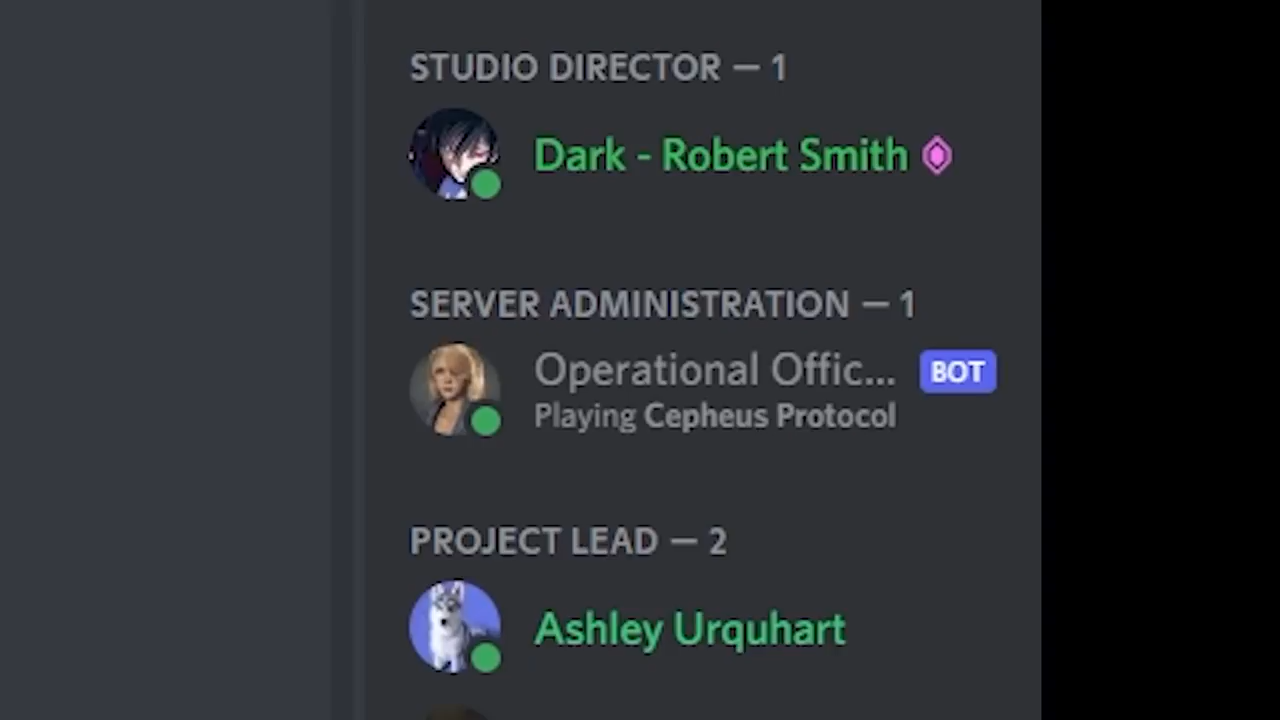 STUDIO DIRECTOR — 1
Dark - Robert Smith
SERVER ADMINISTRATION — 1
Operational Offic... BOT
Playing Cepheus Protocol
PROJECT LEAD — 2
Ashley Urquhart